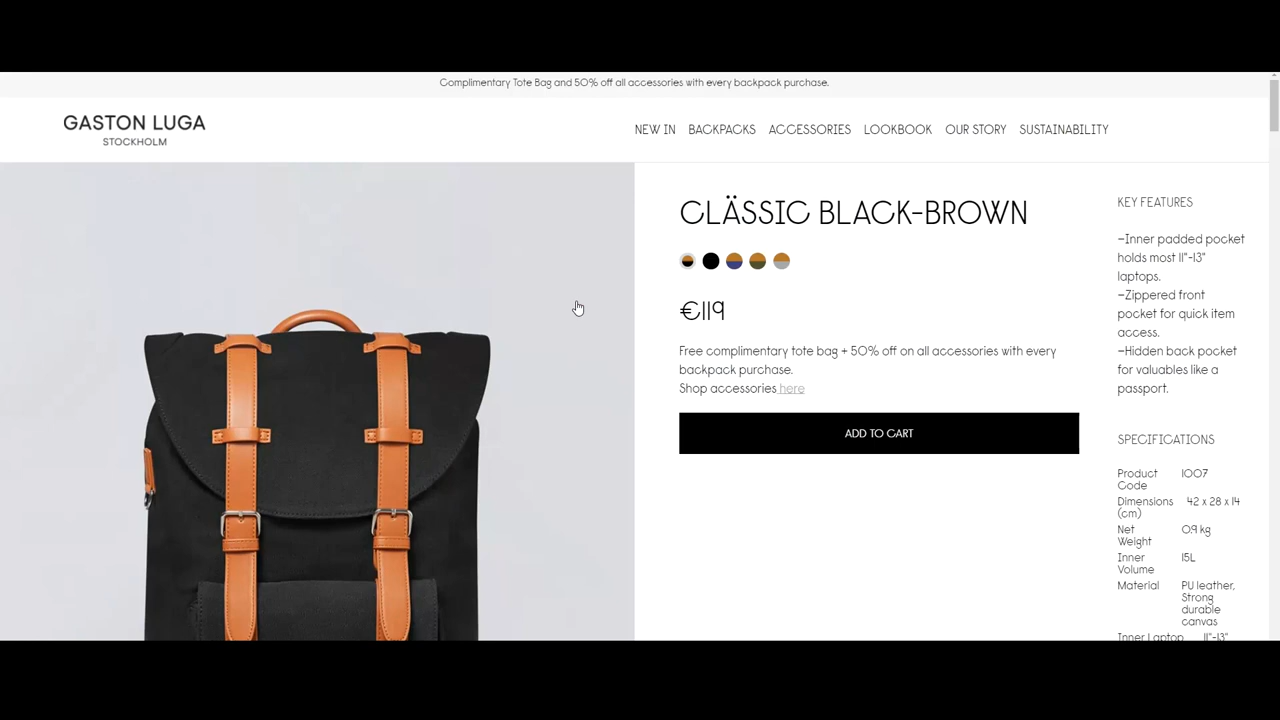 Complimentary Tote Bag and 50% off all accessories with every backpack purchase.
GASTON LUGA
STOCKHOLM
NEW IN BACKPACKS ACCESSORIES LOOKBOOK OUR STORY SUSTAINABILITY
CLÄSSIC BLACK-BROWN
€119
Free complimentary tote bag + 50% off on all accessories with every
backpack purchase.
Shop accessories here
ADD TO CART
KEY FEATURES
–Inner padded pocket
holds most 11"-13"
laptops.
–Zippered front
pocket for quick item
access.
–Hidden back pocket
for valuables like a
passport.
SPECIFICATIONS
Product
Code 1007
Dimensions
(cm) 42 x 28 x 14
Net
Weight 0.9 kg
Inner
Volume 15L
Material PU leather,
Strong
durable
canvas
Inner Laptop 11"-13"